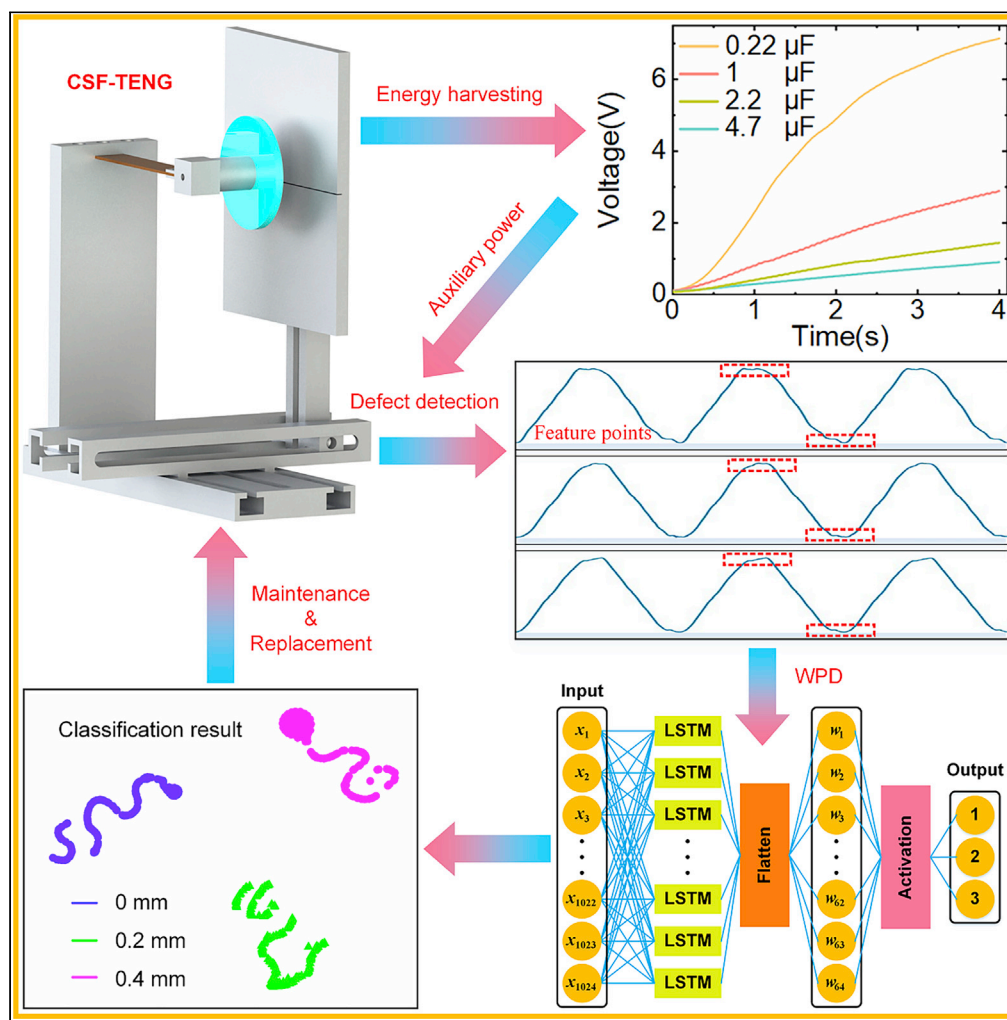 CSF-TENG
Energy harvesting
Auxiliary power
Voltage(V)
6
4
2
0
0.22 μF
1 μF
2.2 μF
4.7 μF
0 1 2 3 4
Time(s)
Defect detection
Feature points
Maintenance
&
Replacement
WPD
Classification result
0 mm
0.2 mm
0.4 mm
Input
x1
x2
x3
x1022
x1023
x1024
LSTM
LSTM
LSTM
LSTM
LSTM
LSTM
Flatten
w1
w2
w3
w62
w63
w64
Activation
Output
1
2
3